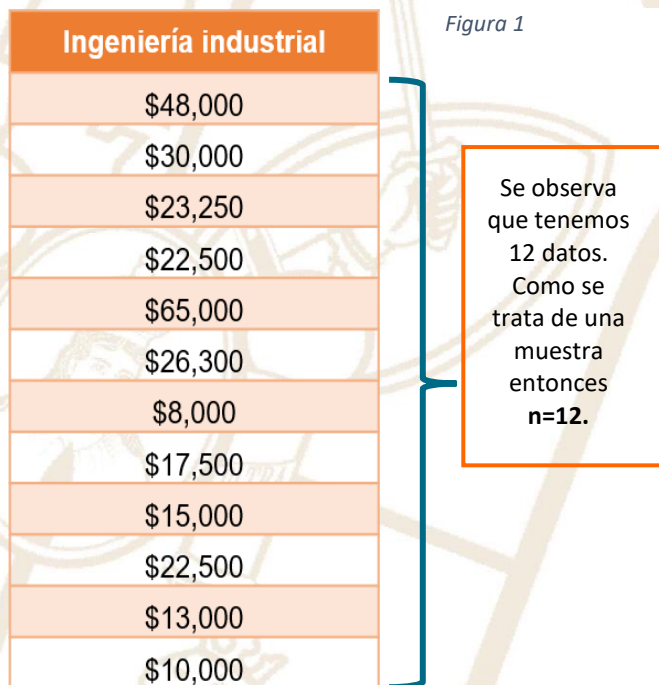 Figura 1
Ingeniería industrial
$48,000
$30,000
$23,250
$22,500
$65,000
$26,300
$8,000
$17,500
$15,000
$22,500
$13,000
$10,000
Se observa
que tenemos
12 datos.
Como se
trata de una
muestra
entonces
n=12.